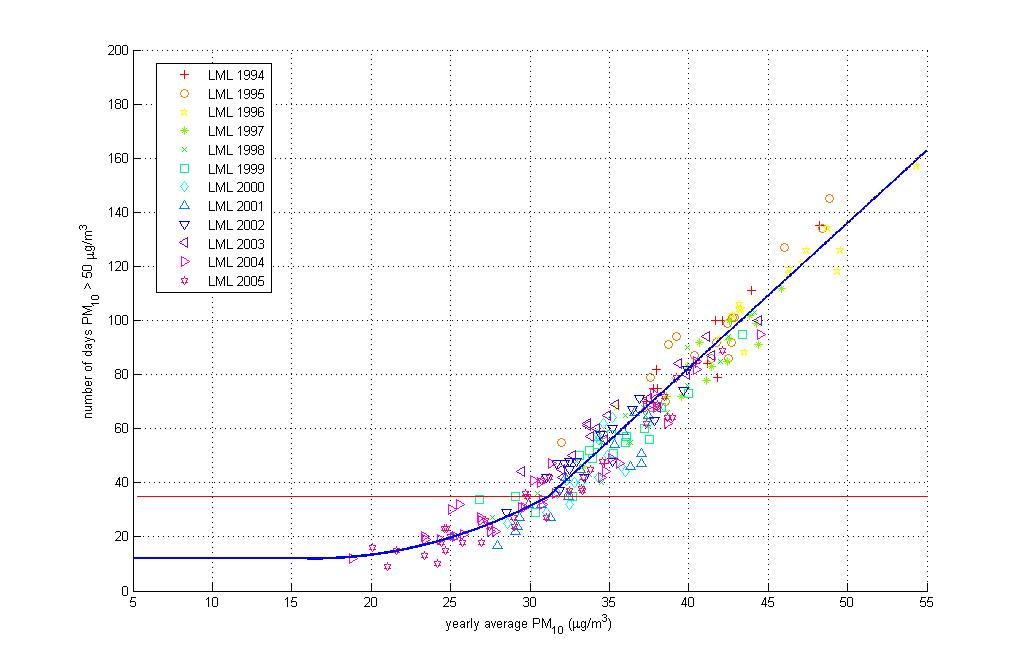 200
180
160
140
120
100
80
60
40
20
0
number of days PM10 > 50 µg/m3
LML 1994
LML 1995
LML 1996
LML 1997
LML 1998
LML 1999
LML 2000
LML 2001
LML 2002
LML 2003
LML 2004
LML 2005
5 10 15 20 25 30 35 40 45 50 55
yearly average PM10 (µg/m3)